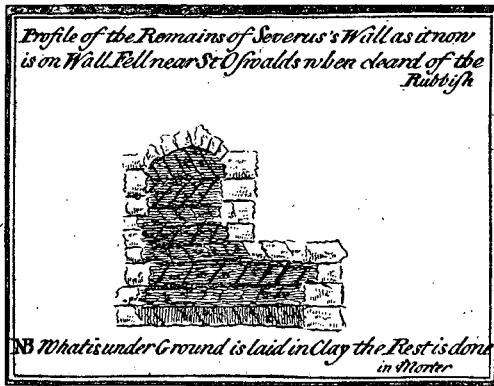 Profile of the Remains of Severus's Wall as it now
is on Wall Fell near St Oswalds when cleard of the
Rubbish
NB What is under Ground is laid in Clay the Rest is done
in Morter